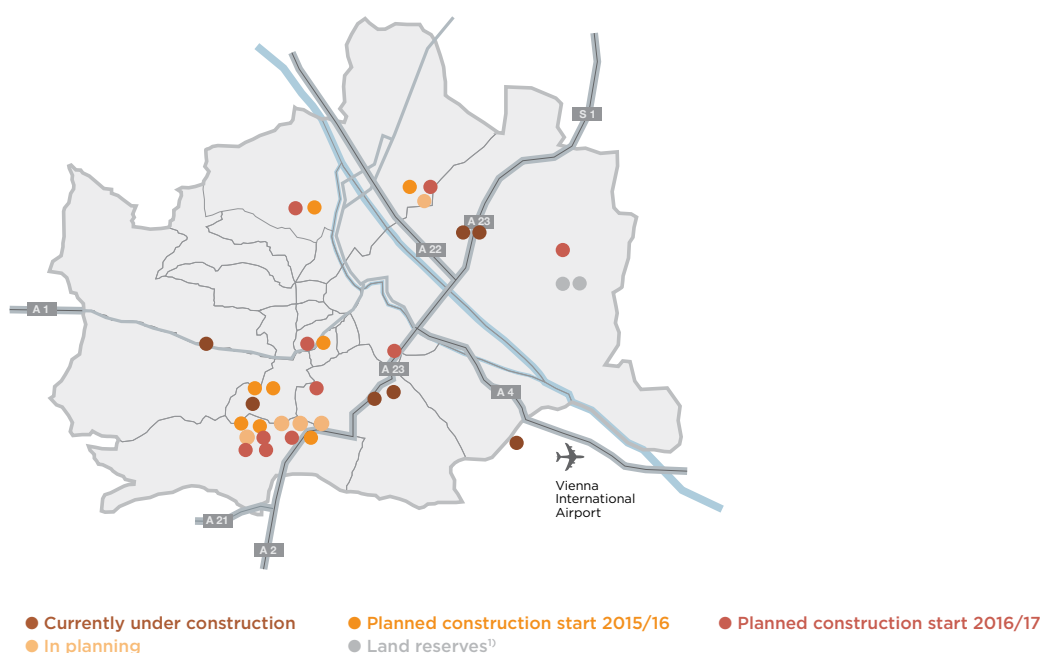 S 1
A 23
A 22
A 1
A 23
A 4
Vienna
International
Airport
A 21
A 2
Currently under construction
Planned construction start 2015/16
Planned construction start 2016/17
In planning
Land reserves¹⁾